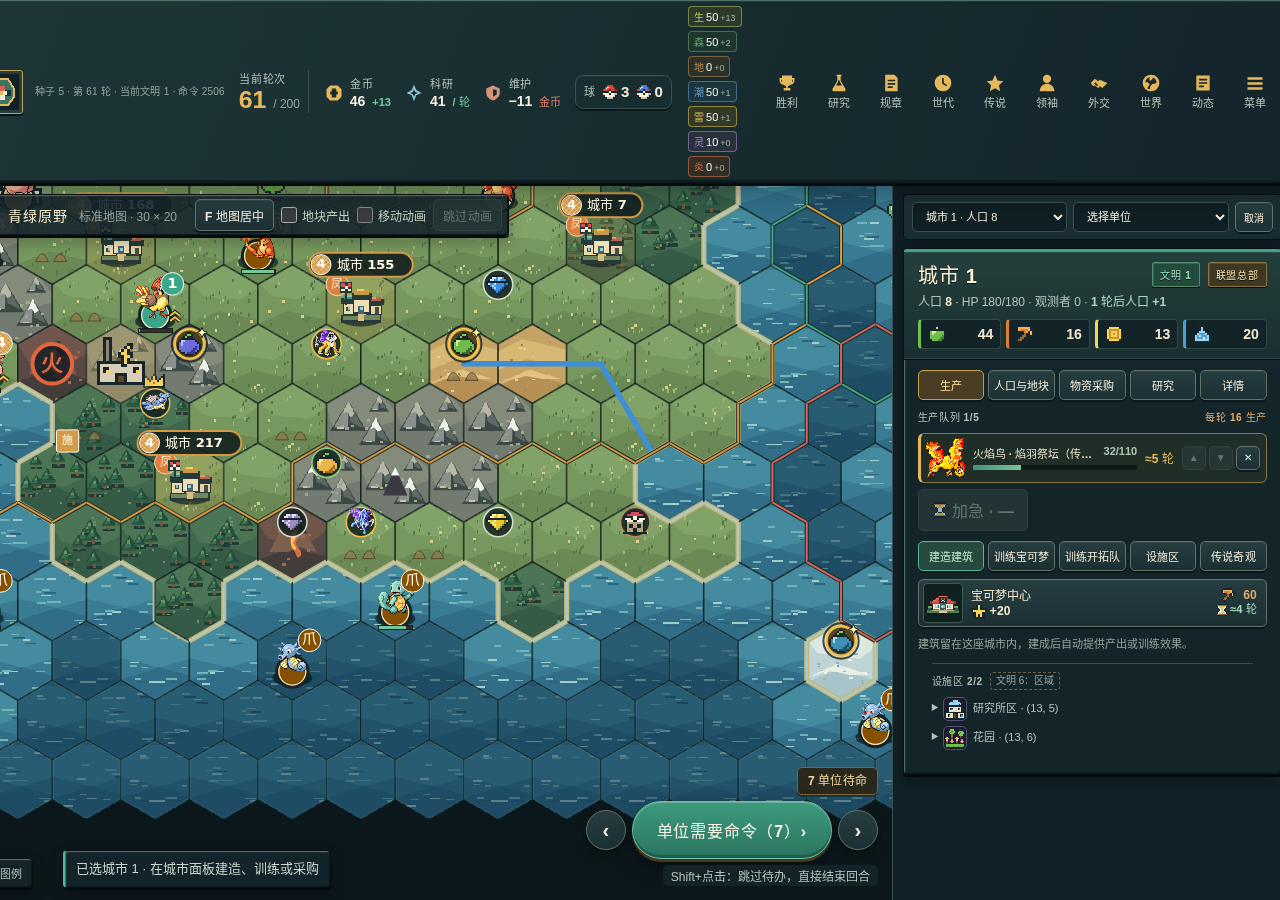 种子 5 · 第 61 轮 · 当前文明 1 · 命令 2506
当前轮次
61 / 200
金币
46 +13
科研
41 / 轮
维护
−11 金币
球 3 0
生 50 +13
森 50 +2
地 0 +0
潮 50 +1
雷 50 +1
灵 10 +0
炎 0 +0
胜利
研究
规章
世代
传说
领袖
外交
世界
动态
菜单
青绿原野
标准地图 · 30 × 20
F 地图居中
地块产出
移动动画
跳过动画
4 城市 168
4 城市 7
4 城市 155
1
火
施
4 城市 217
爪
爪
爪
爪
7 单位待命
‹
单位需要命令（7）›
›
Shift+点击：跳过待办，直接结束回合
图例
已选城市 1 · 在城市面板建造、训练或采购
城市 1 · 人口 8
选择单位
取消
城市 1
文明 1
联盟总部
人口 8 · HP 180/180 · 观测者 0 · 1 轮后人口 +1
44
16
13
20
生产
人口与地块
物资采购
研究
详情
生产队列 1/5
每轮 16 生产
火焰鸟 · 焰羽祭坛（传...
32/110
≈5 轮
加急 · —
建造建筑
训练宝可梦
训练开拓队
设施区
传说奇观
宝可梦中心
+20
60
≈4 轮
建筑留在这座城市内，建成后自动提供产出或训练效果。
设施区 2/2
文明 6：区域
研究所区 · (13, 5)
花园 · (13, 6)